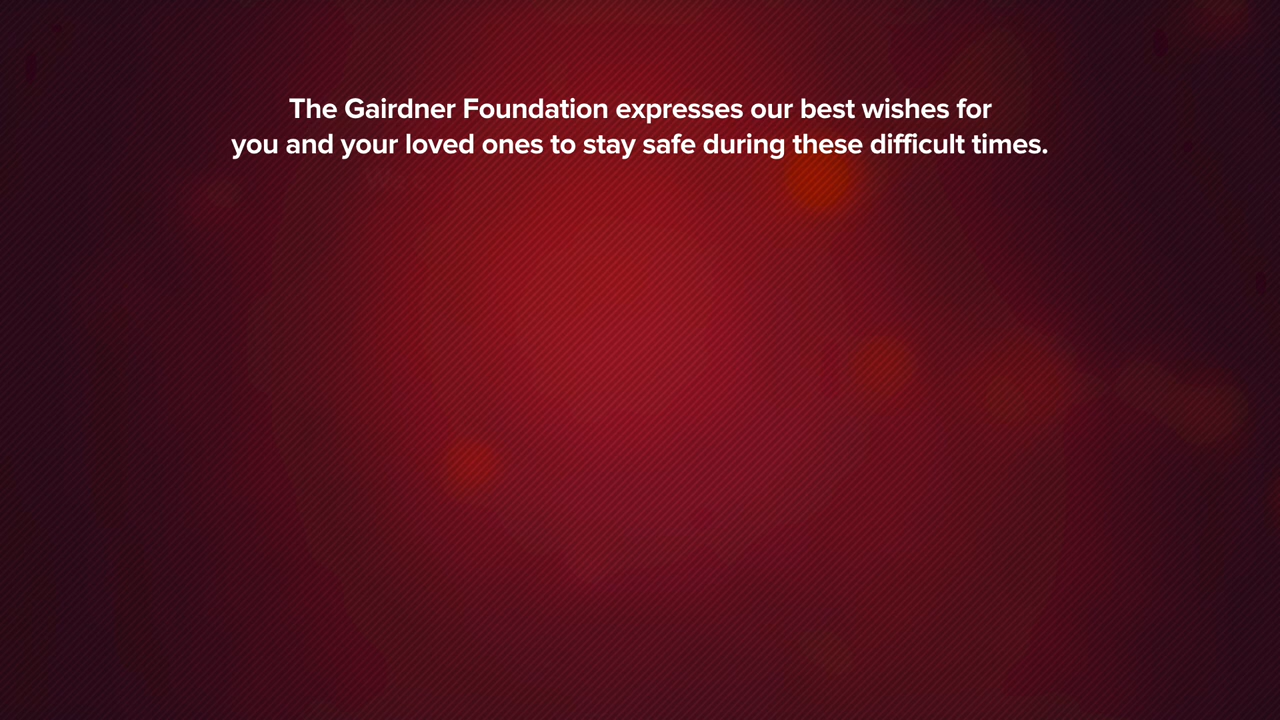 The Gairdner Foundation expresses our best wishes for
you and your loved ones to stay safe during these difficult times.